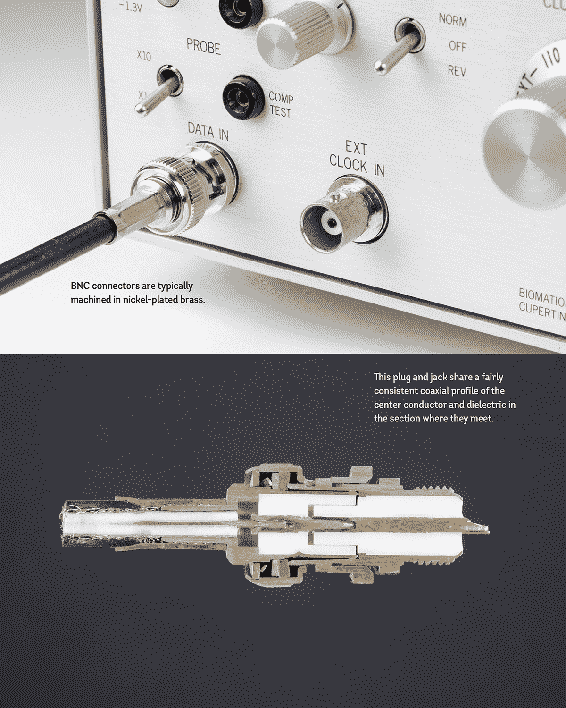 −1.3V
PROBE
X10
NORM
OFF
REV
COMP
TEST
DATA IN
EXT
CLOCK IN
110
BNC connectors are typically
machined in nickel-plated brass.
This plug and jack share a fairly
consistent coaxial profile of the
center conductor and dielectric in
the section where they meet.